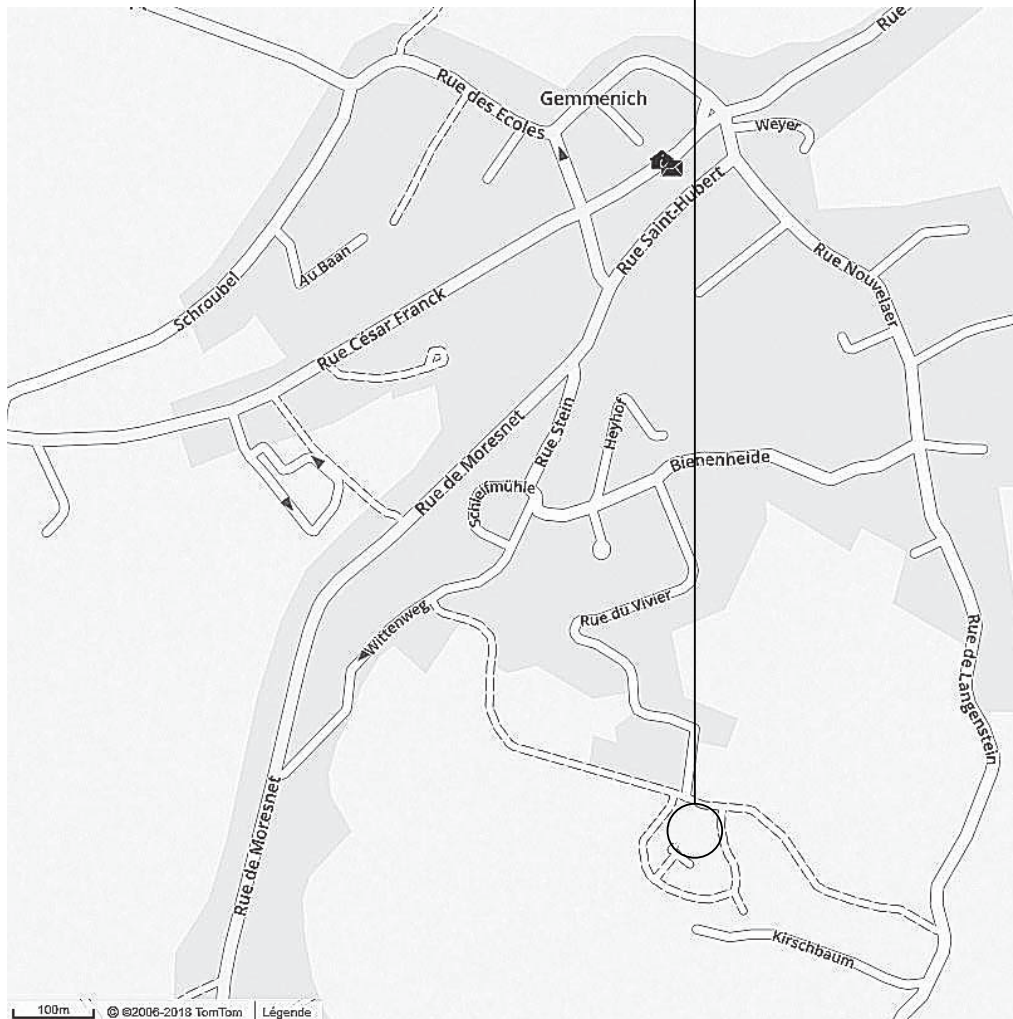 Rue
Rue des Ecoles
Gemmenich
Weyer
Rue Saint-Hubert
Au Baan
Schroubel
Rue Nouvelaer
Rue César Franck
Rue de Moresnet
Rue Stein
Heyhof
Bienenheide
Schleifmühle
Rue du Vivier
Wittenweg
Rue de Langenstein
Rue de Moresnet
Kirschbaum
100m
© ©2006-2018 TomTom
Légende